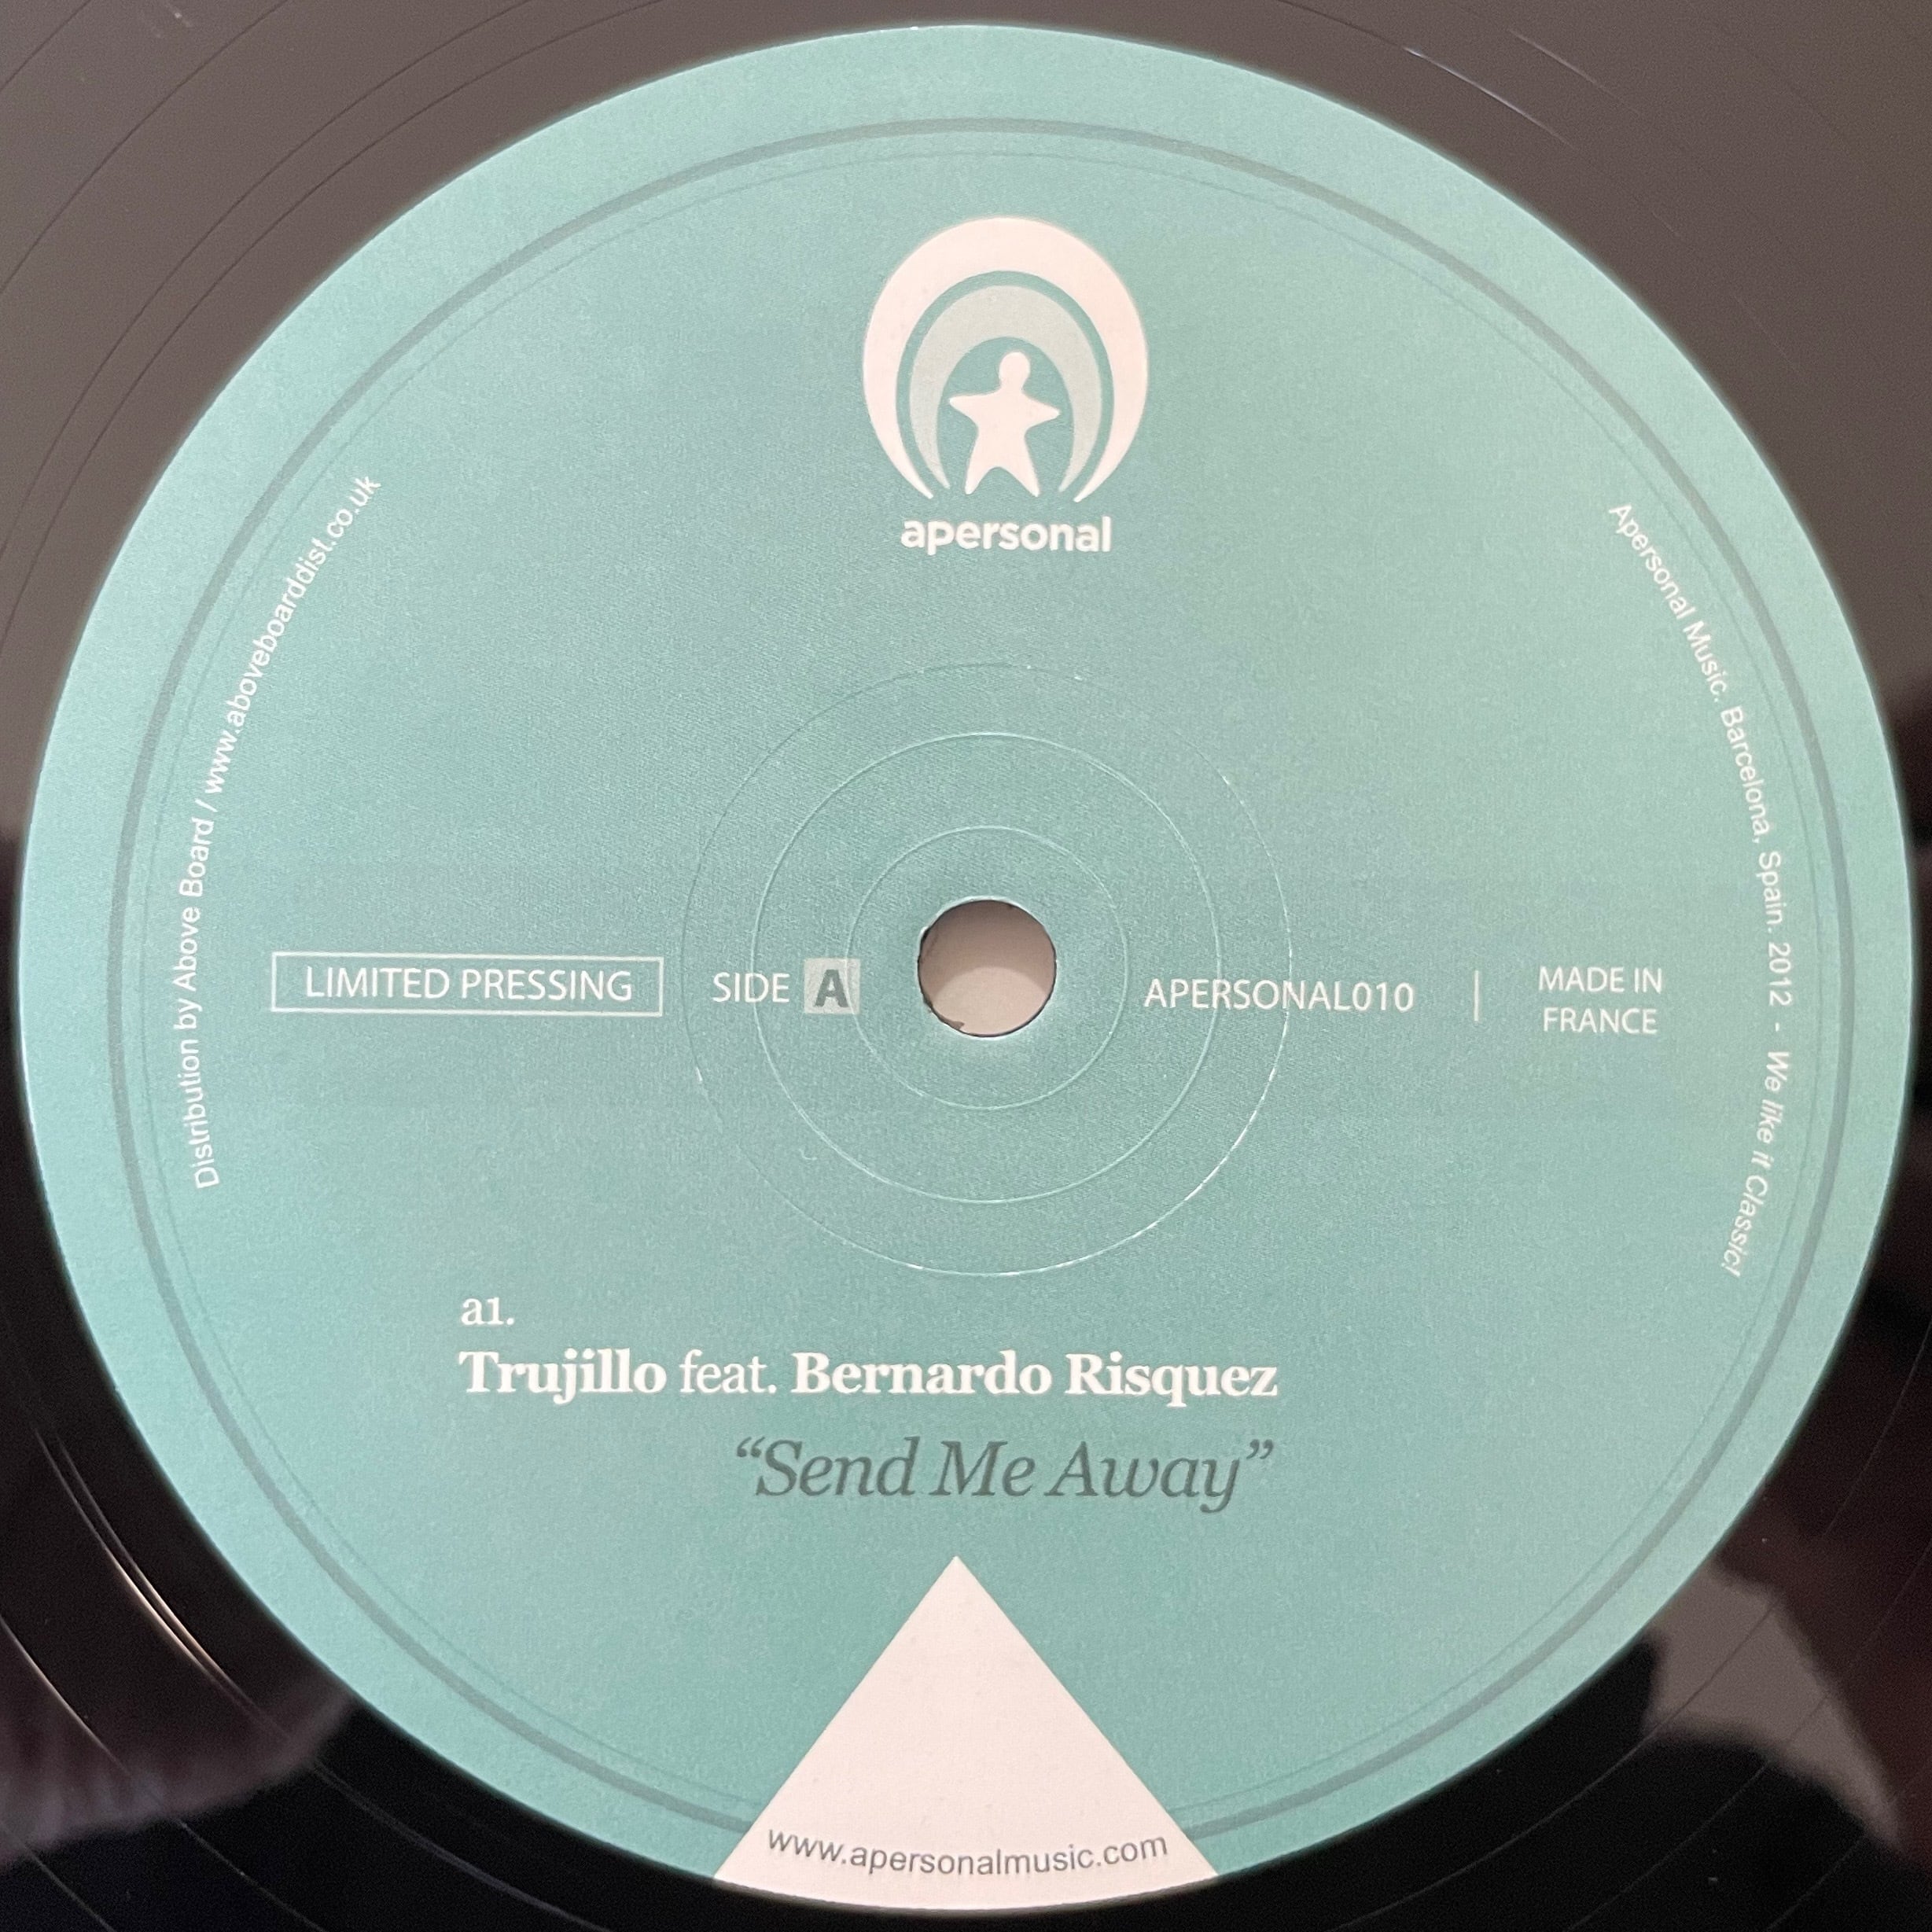 apersonal
Distribution by Above Board / www.aboveboarddist.co.uk
Apersonal Music. Barcelona, Spain. 2012 - We like it Classic!
LIMITED PRESSING
SIDE A
APERSONAL010
MADE IN
FRANCE
a1.
Trujillo feat. Bernardo Risquez
“Send Me Away”
www.apersonalmusic.com